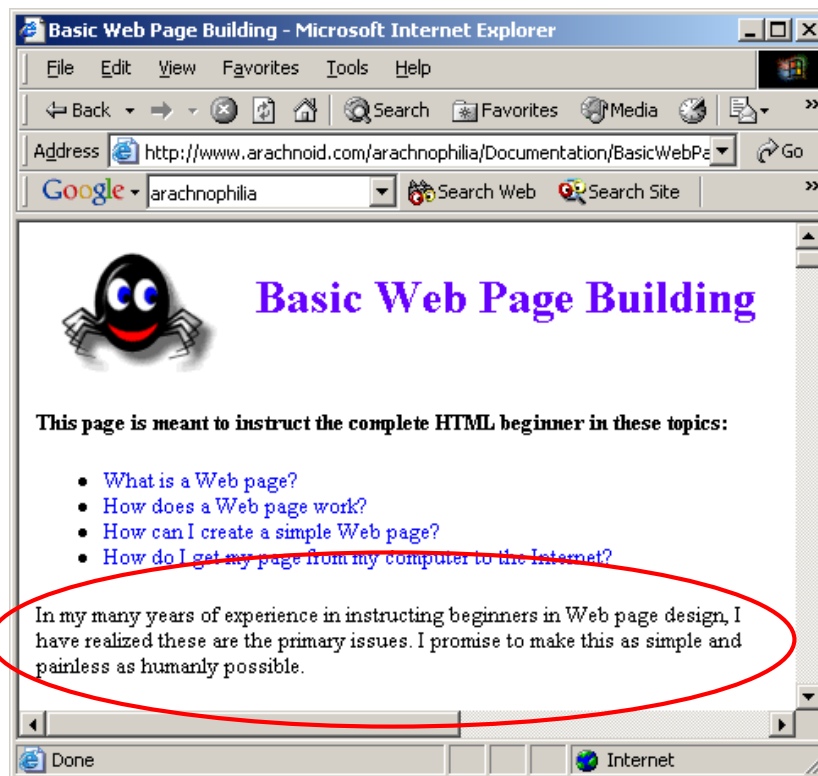 Basic Web Page Building - Microsoft Internet Explorer
File Edit View Favorites Tools Help
Back Search Favorites Media »
Address http://www.arachnoid.com/arachnophilia/Documentation/BasicWebPa Go
Google arachnophilia Search Web Search Site »
Basic Web Page Building
This page is meant to instruct the complete HTML beginner in these topics:
• What is a Web page?
• How does a Web page work?
• How can I create a simple Web page?
• How do I get my page from my computer to the Internet?
In my many years of experience in instructing beginners in Web page design, I
have realized these are the primary issues. I promise to make this as simple and
painless as humanly possible.
Done Internet